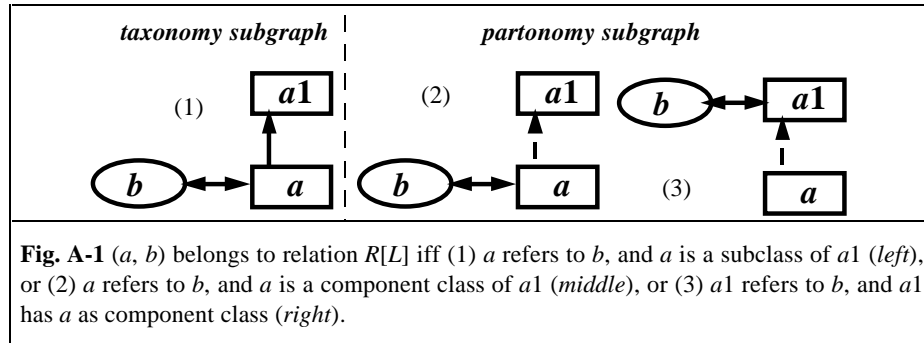 taxonomy subgraph
partonomy subgraph
(1)
a1
b
a
(2)
a1
b
a
b
a1
(3)
a
Fig. A-1 (a, b) belongs to relation R[L] iff (1) a refers to b, and a is a subclass of a1 (left),
or (2) a refers to b, and a is a component class of a1 (middle), or (3) a1 refers to b, and a1
has a as component class (right).